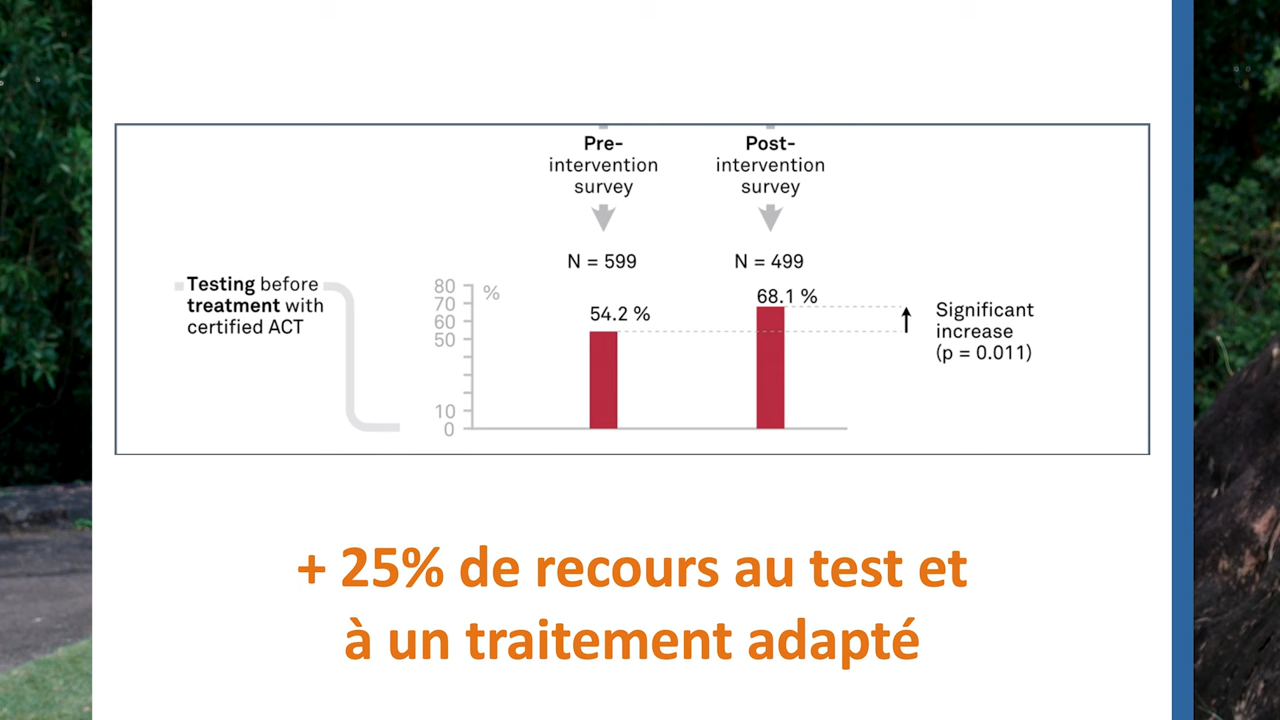 Pre-
intervention
survey
Post-
intervention
survey
N = 599
N = 499
Testing before
treatment with
certified ACT
80
70
60
50
10
0
%
54.2 %
68.1 %
Significant
increase
(p = 0.011)
+ 25% de recours au test et
à un traitement adapté